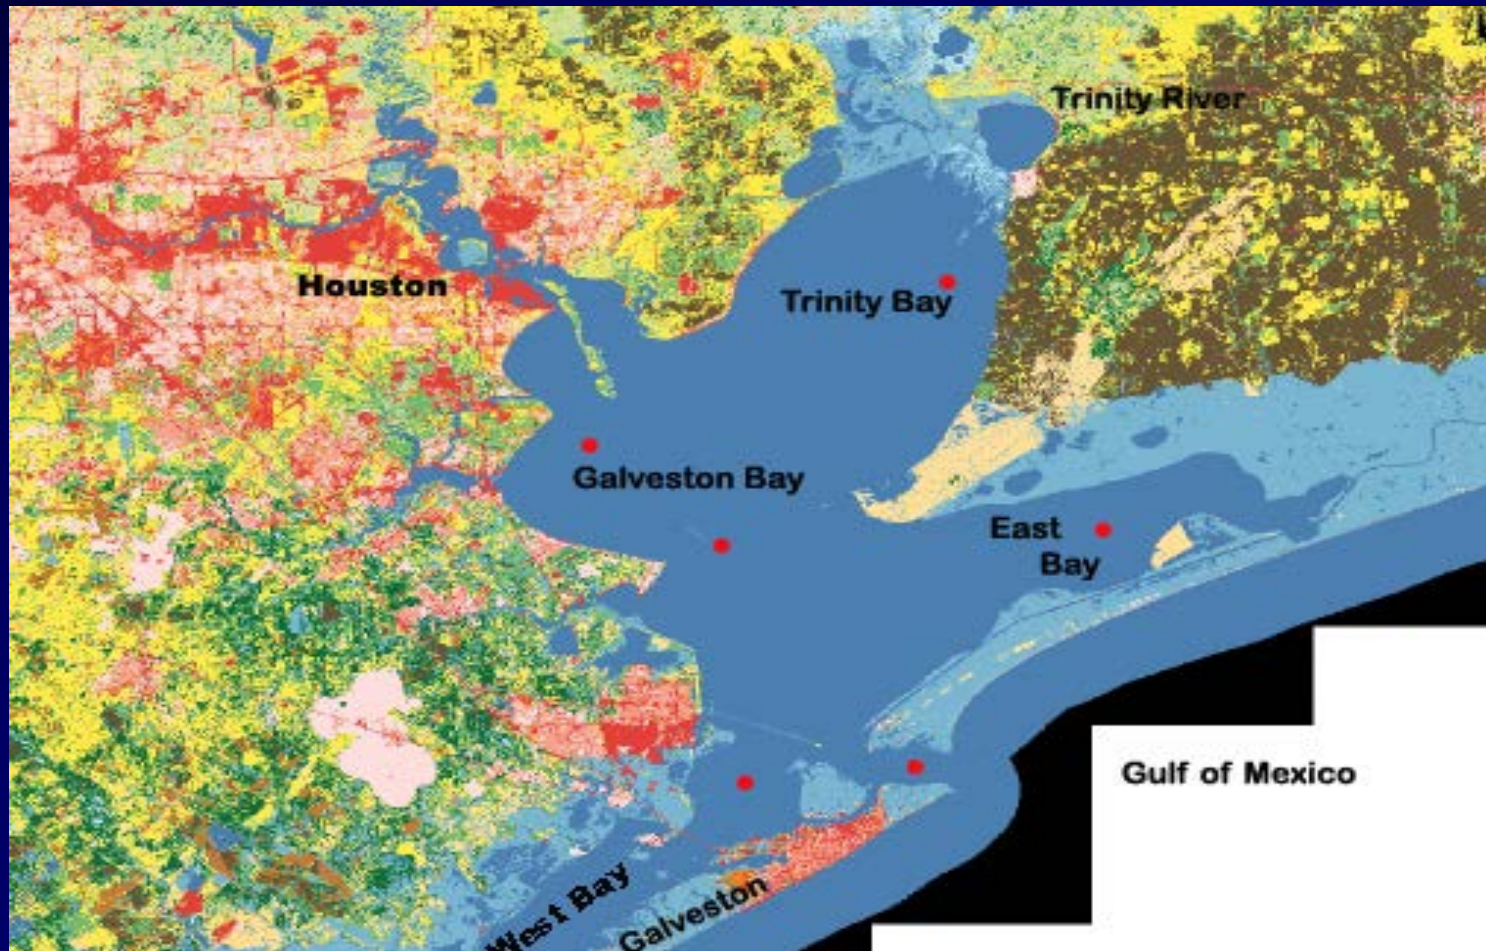 Trinity River
Houston
Trinity Bay
Galveston Bay
East
Bay
Gulf of Mexico
West Bay
Galveston